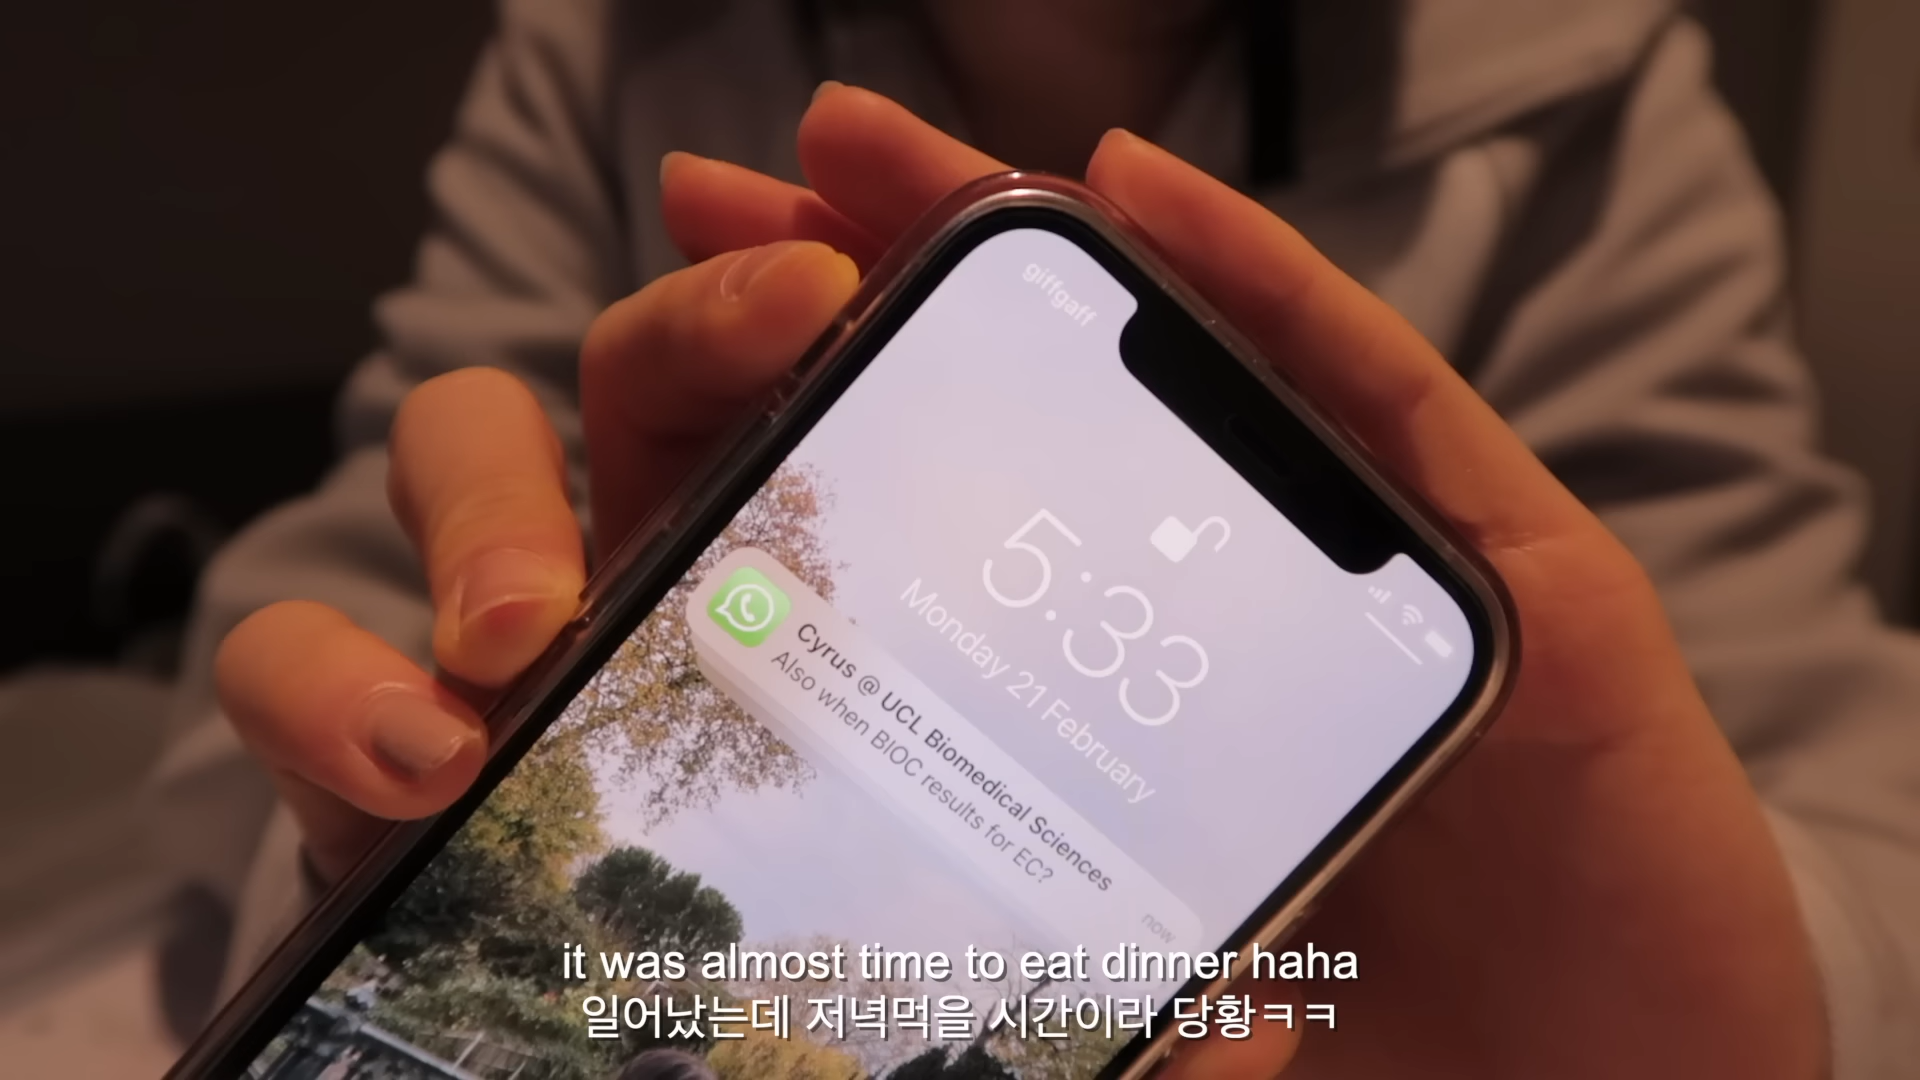 giffgaff
5:33
Monday 21 February
Cyrus @ UCL Biomedical Sciences
Also when BIOC results for EC?
now
it was almost time to eat dinner haha
일어났는데 저녁먹을 시간이라 당황ㅋㅋ